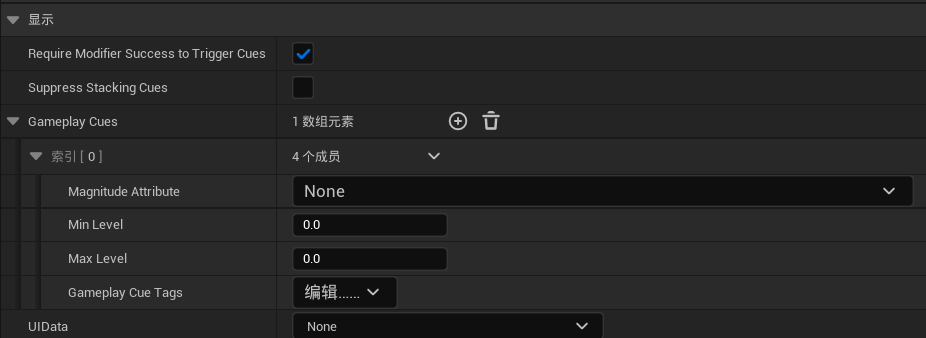 显示
Require Modifier Success to Trigger Cues
Suppress Stacking Cues
Gameplay Cues 1 数组元素
索引 [ 0 ] 4 个成员
Magnitude Attribute None
Min Level 0.0
Max Level 0.0
Gameplay Cue Tags 编辑......
UIData None